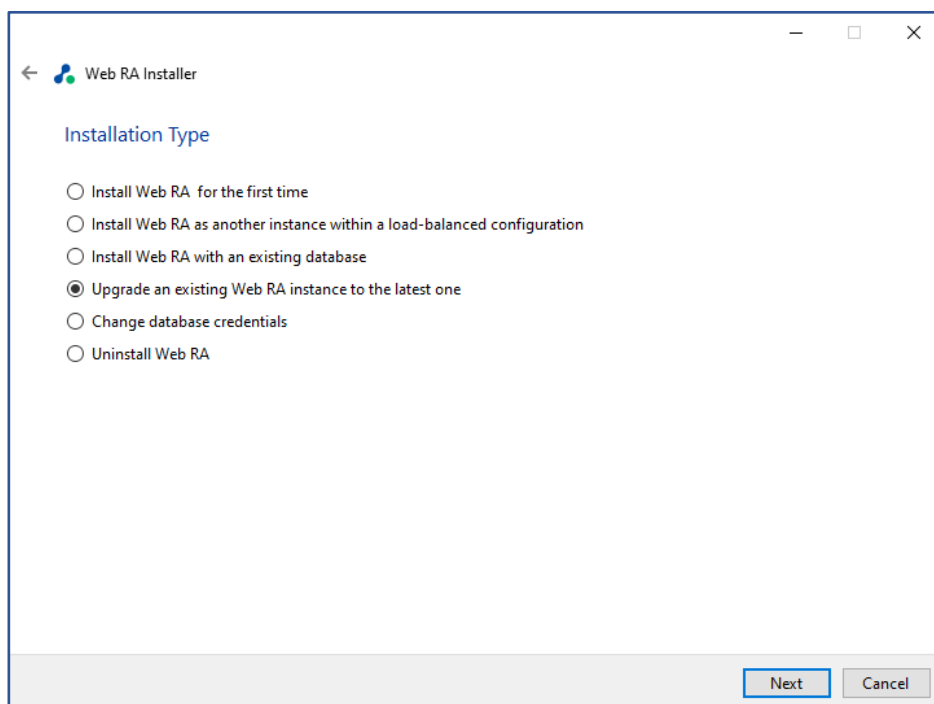 Web RA Installer
Installation Type
Install Web RA  for the first time
Install Web RA as another instance within a load-balanced configuration
Install Web RA with an existing database
Upgrade an existing Web RA instance to the latest one
Change database credentials
Uninstall Web RA
Next Cancel